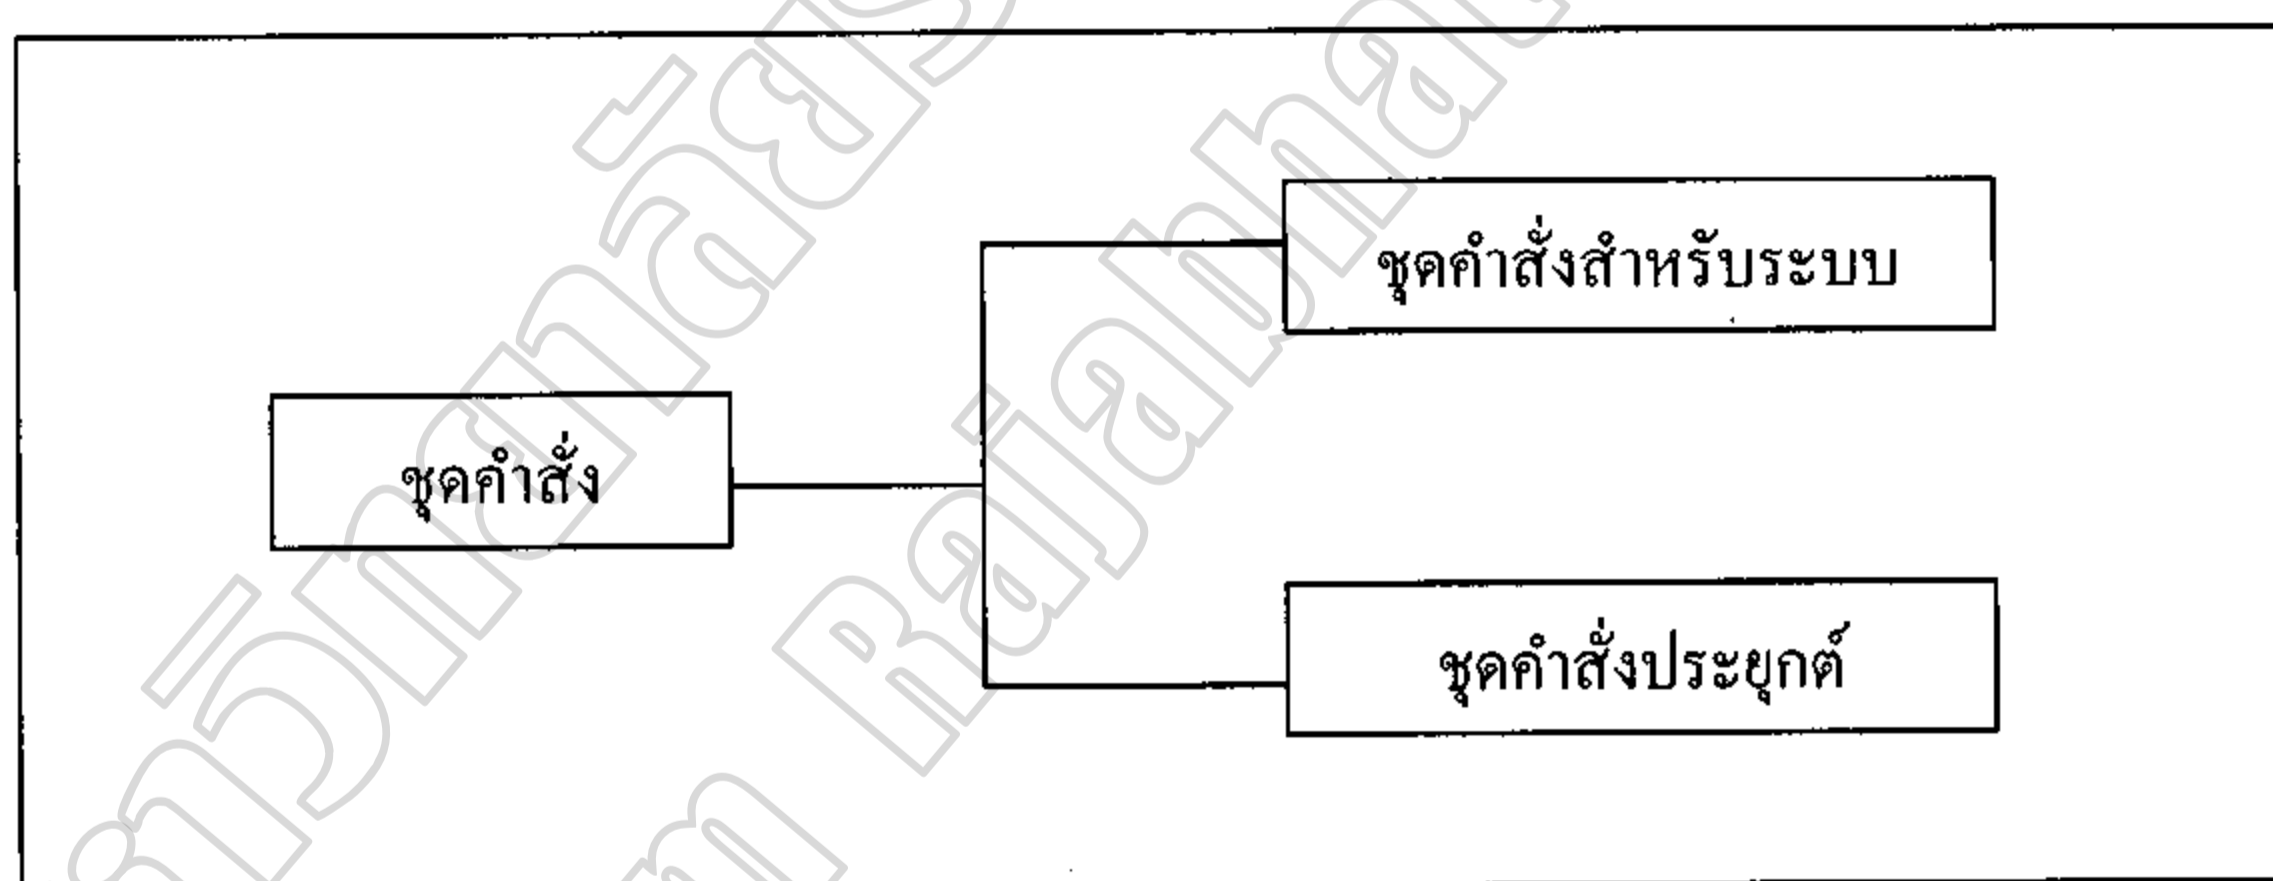 ชุดคำสั่งสำหรับระบบ
ชุดคำสั่ง
ชุดคำสั่งประยุกต์
Rajabha